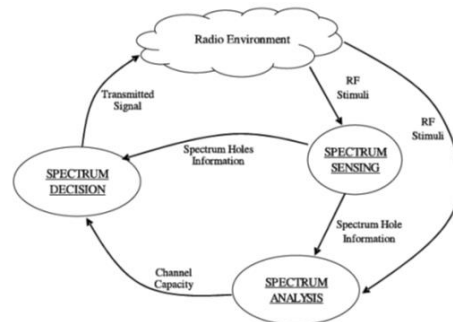 Radio Environment
Transmitted
Signal
RF
Stimuli
RF
Stimuli
Spectrum Holes
Information
SPECTRUM
SENSING
SPECTRUM
DECISION
Spectrum Hole
Information
Channel
Capacity
SPECTRUM
ANALYSIS